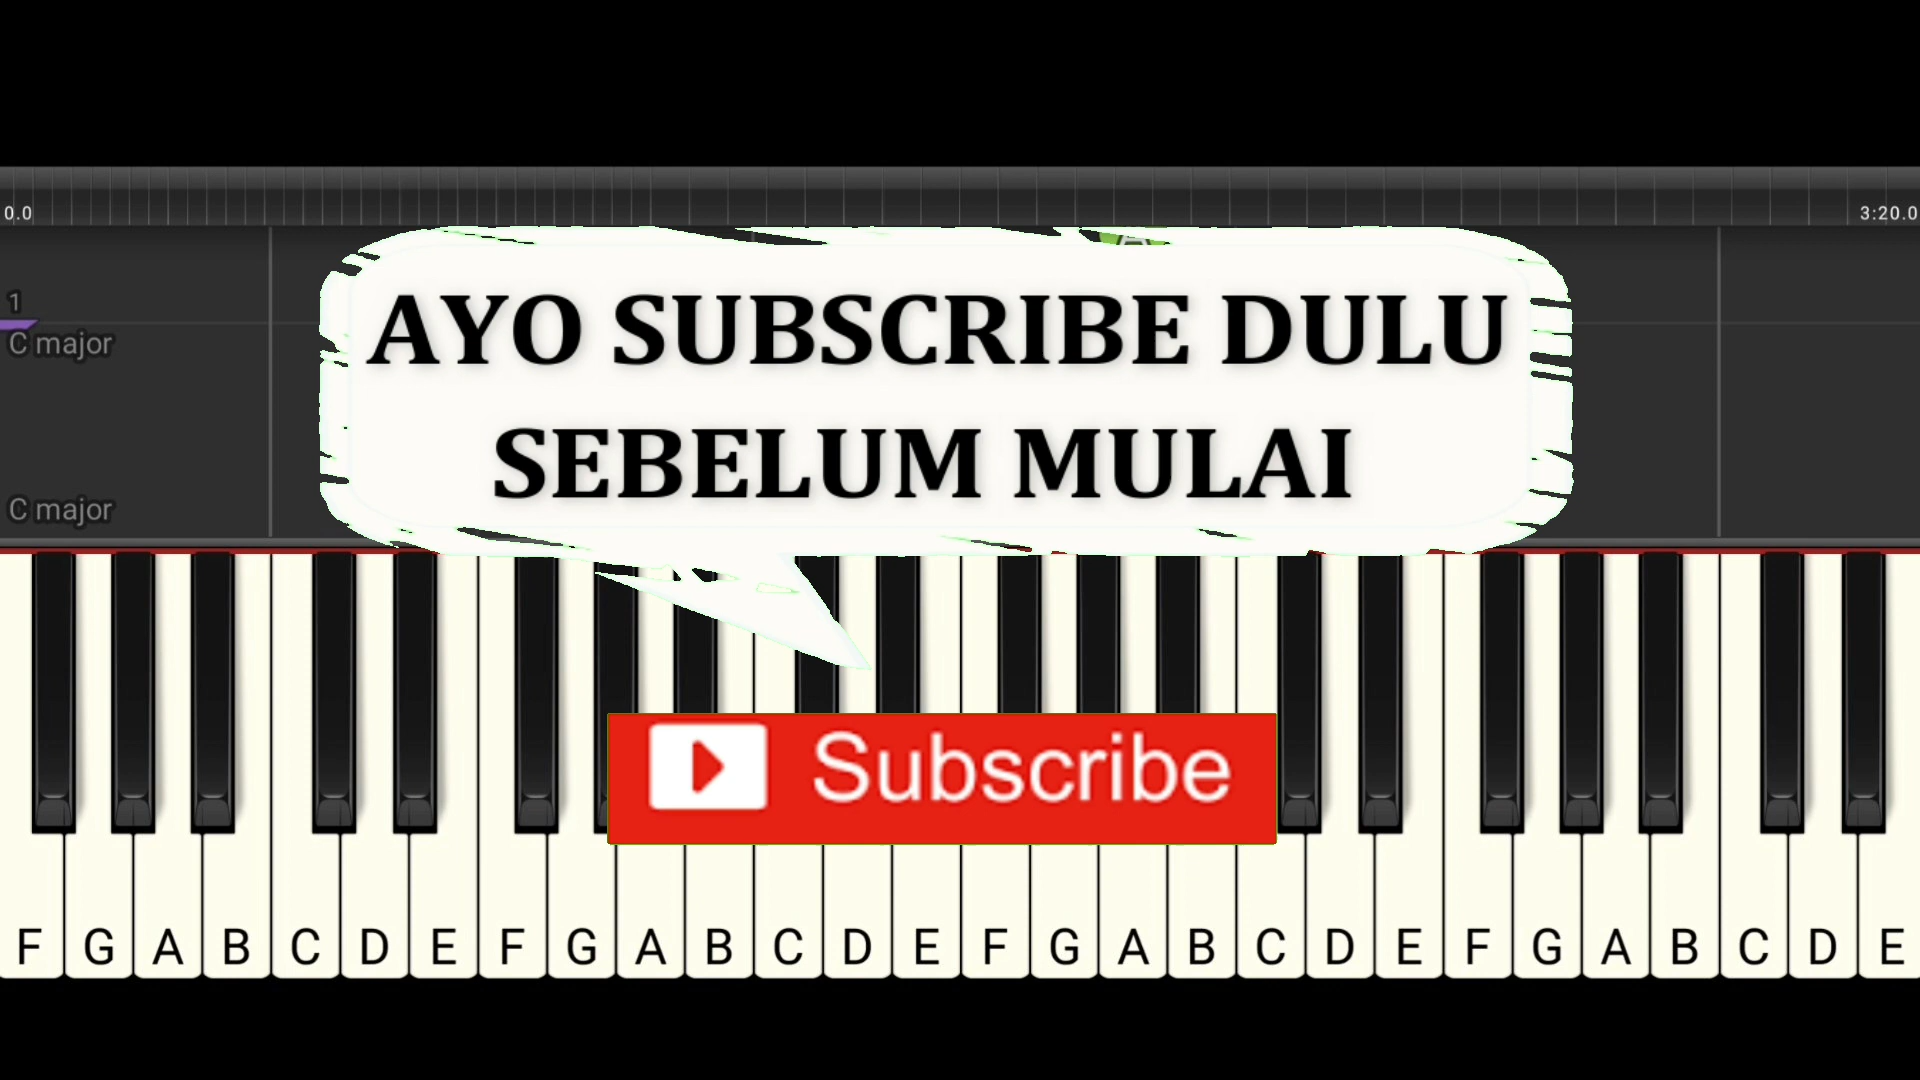 0.0
3:20.0
1
C major
AYO SUBSCRIBE DULU
SEBELUM MULAI
C major
Subscribe
F G A B C D E F G A B C D E F G A B C D E F G A B C D E